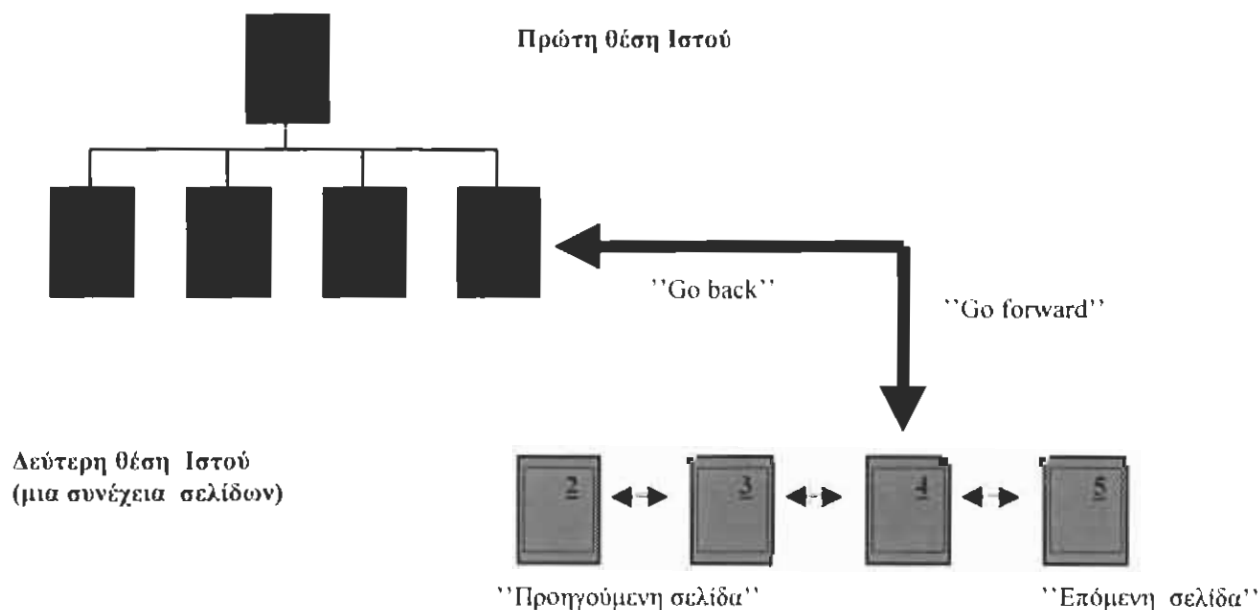 Πρώτη θέση Ιστού
’’Go back’’
’’Go forward’’
Δεύτερη θέση Ιστού
(μια συνέχεια σελίδων)
2 3 4 5
’’Προηγούμενη σελίδα’’ ’’Επόμενη σελίδα’’